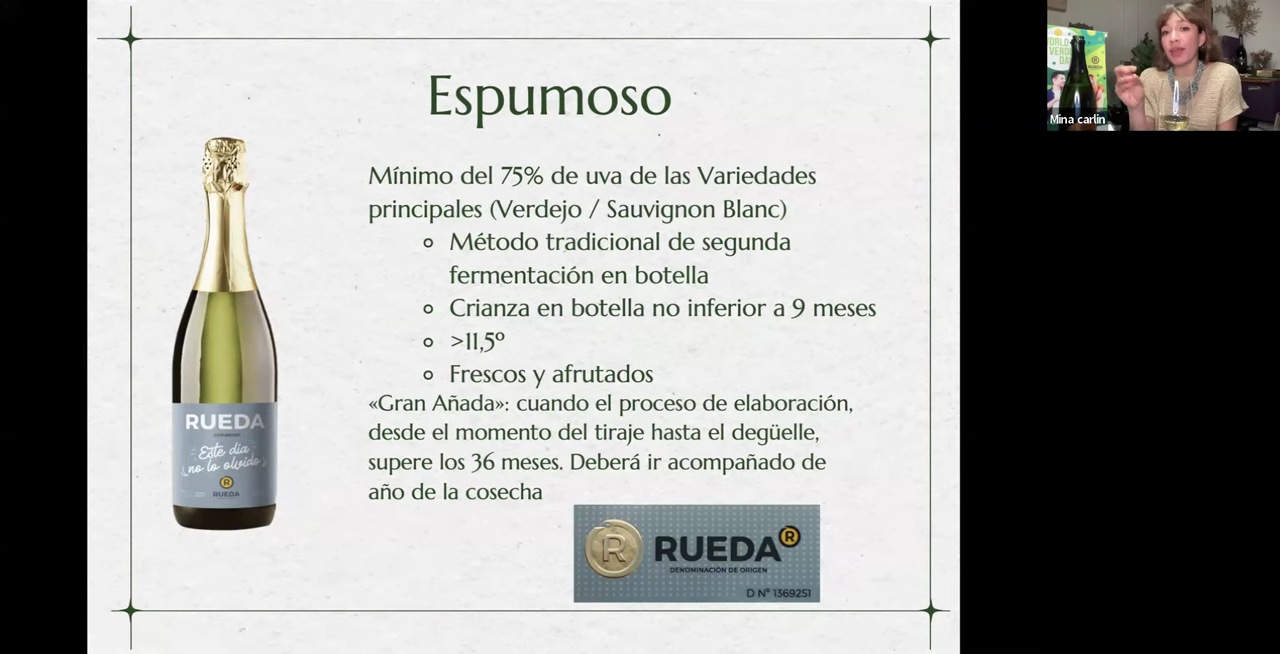 Espumoso
Mínimo del 75% de uva de las Variedades
principales (Verdejo / Sauvignon Blanc)
Método tradicional de segunda
fermentación en botella
Crianza en botella no inferior a 9 meses
>11,5º
Frescos y afrutados
«Gran Añada»: cuando el proceso de elaboración,
desde el momento del tiraje hasta el degüelle,
supere los 36 meses. Deberá ir acompañado de
año de la cosecha
RUEDA
Este día
no lo olvido
R
RUEDA
R RUEDA R
DENOMINACIÓN DE ORIGEN
D Nº 1369251
Mina carlin